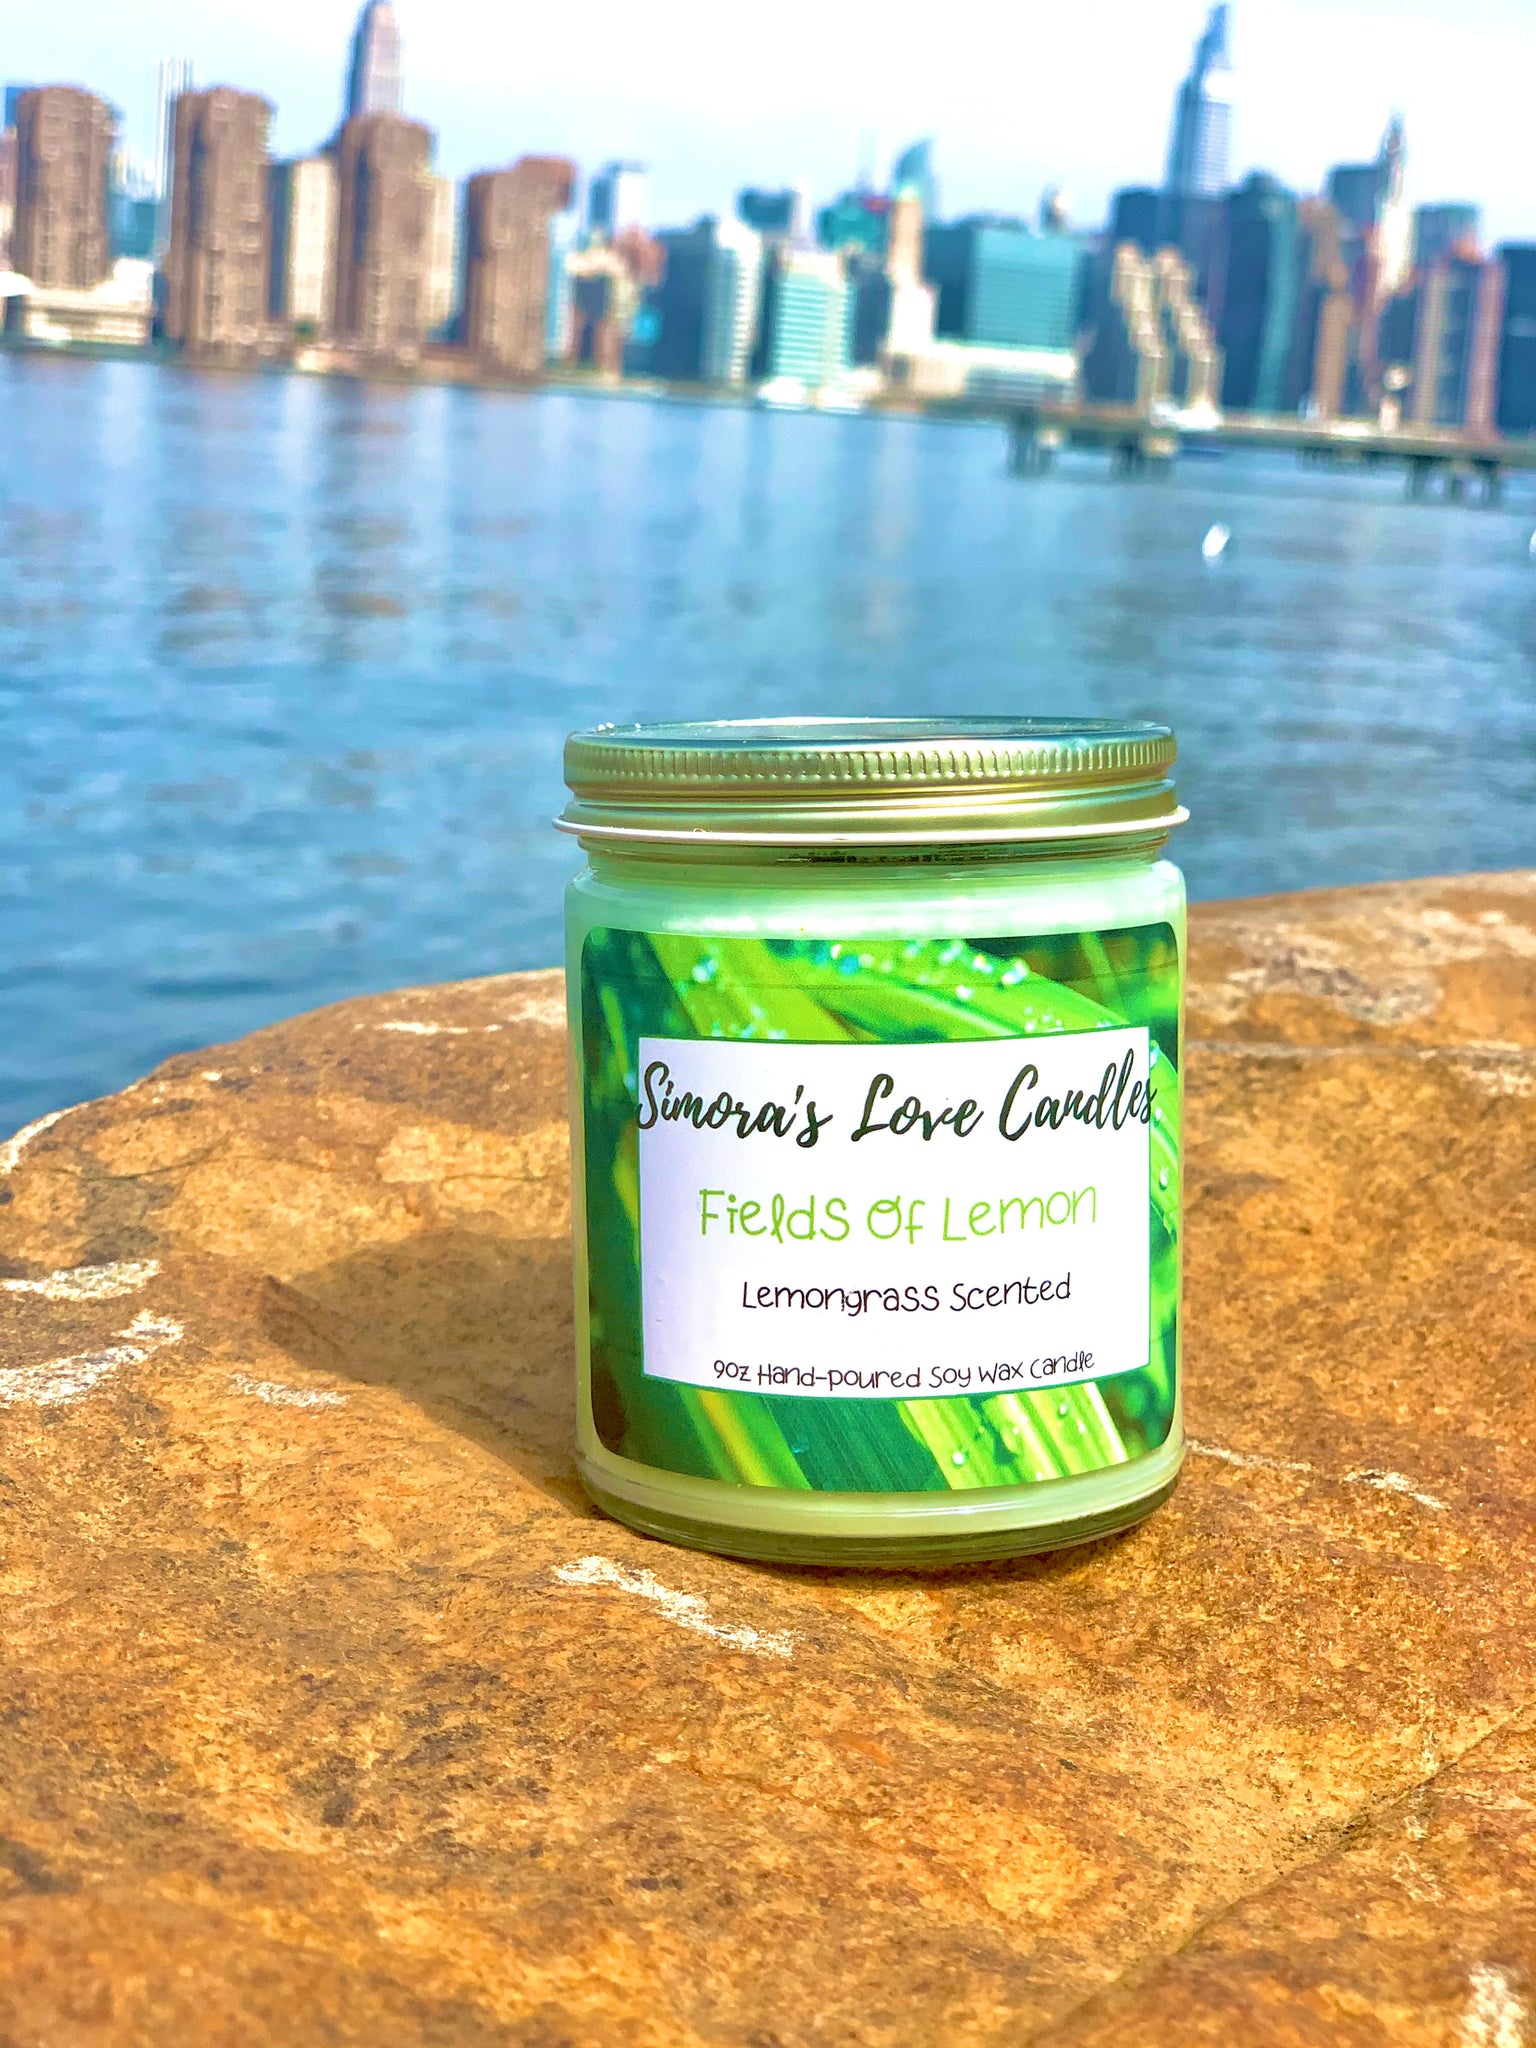 Simora's Love Candles
Fields Of Lemon
Lemongrass Scented
9oz Hand-poured Soy Wax Candle